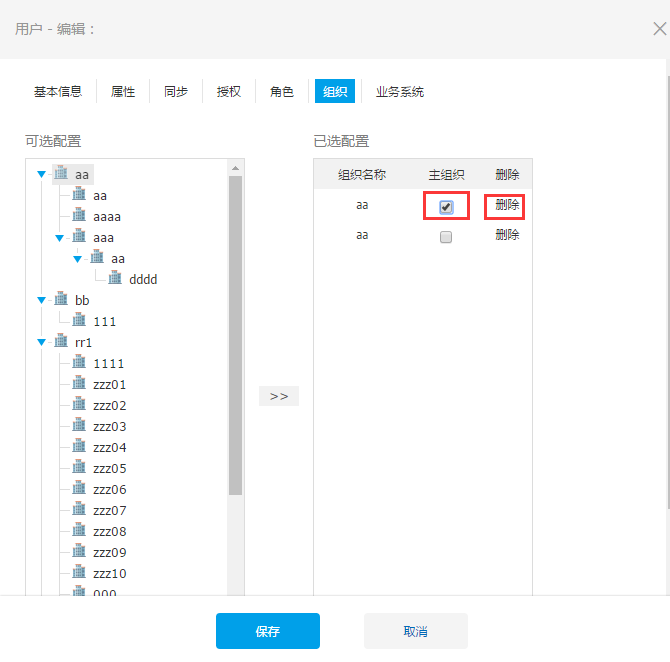 用户 - 编辑：
基本信息 属性 同步 授权 角色 组织 业务系统
可选配置
aa
aa
aaaa
aaa
aa
dddd
bb
111
rr1
1111
zzz01
zzz02
zzz03
zzz04
zzz05
zzz06
zzz07
zzz08
zzz09
zzz10
000
>>
已选配置
组织名称 主组织 删除
aa 删除
aa 删除
保存 取消